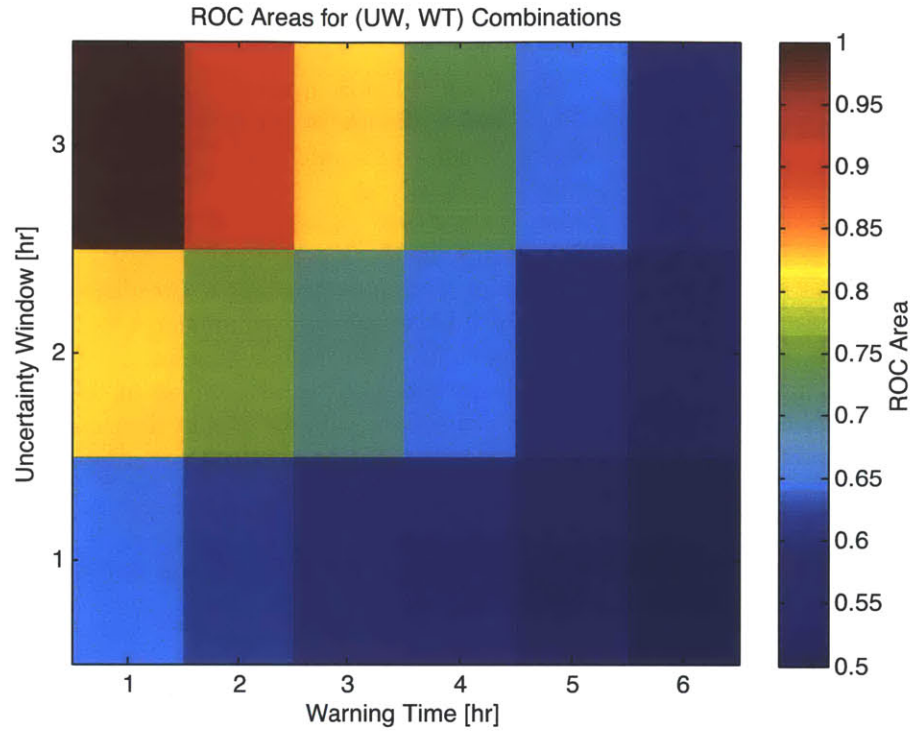 ROC Areas for (UW, WT) Combinations
3
2
1
Uncertainty Window [hr]
1 2 3 4 5 6
Warning Time [hr]
1
0.95
0.9
0.85
0.8
0.75
0.7
0.65
0.6
0.55
0.5
ROC Area